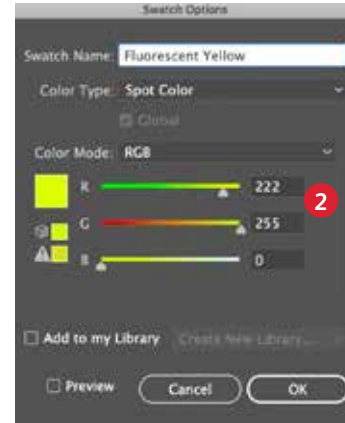 Swatch Options
Swatch Name: Fluorescent Yellow
Color Type: Spot Color
Global
Color Mode: RGB
R 222
2
G 255
B 0
Add to my Library Create New Library...
Preview Cancel OK